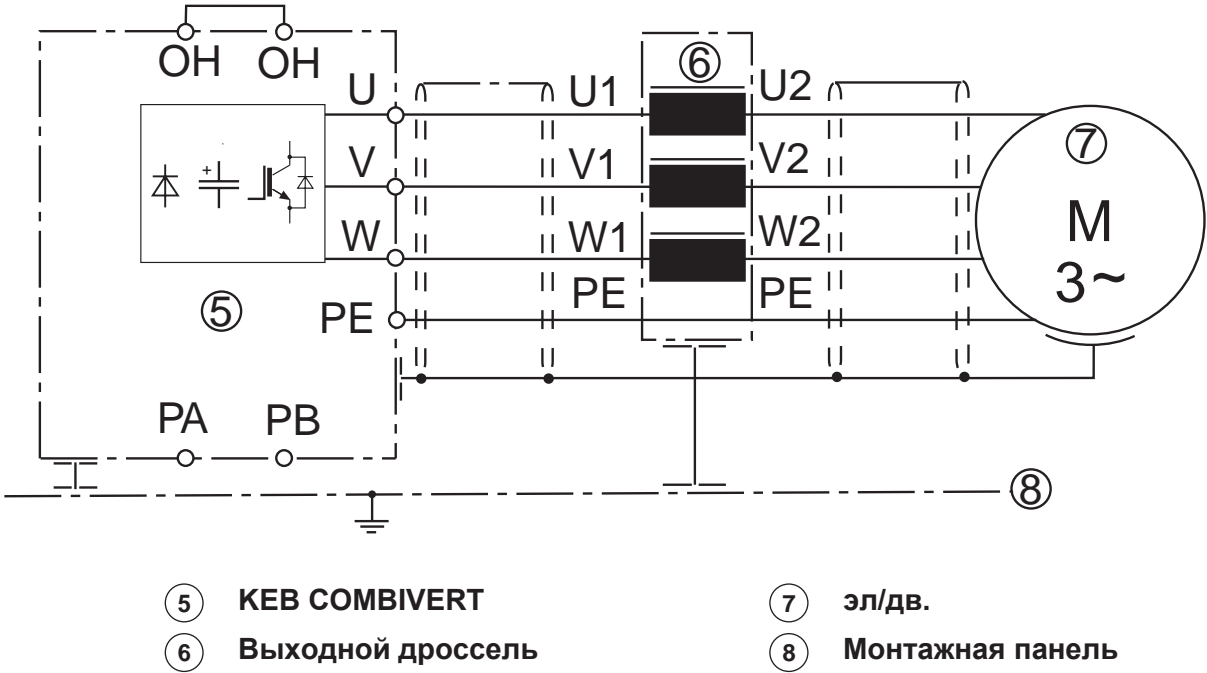 OH OH
⑥
U U1 U2
⑦
V V1 V2
+
W W1 W2
M
3~
PE PE
⑤
PE
PA PB
⑧
⑤ KEB COMBIVERT
⑦ эл/дв.
⑥ Выходной дроссель
⑧ Монтажная панель